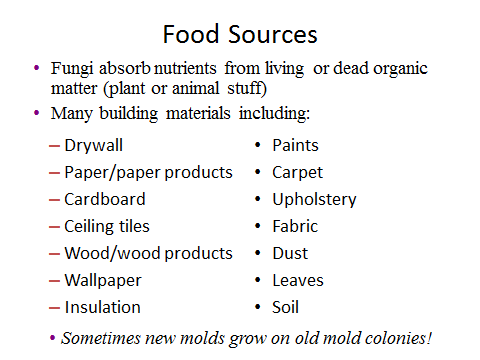 Food Sources
• Fungi absorb nutrients from living or dead organic
matter (plant or animal stuff)
• Many building materials including:
– Drywall
– Paper/paper products
– Cardboard
– Ceiling tiles
– Wood/wood products
– Wallpaper
– Insulation
• Paints
• Carpet
• Upholstery
• Fabric
• Dust
• Leaves
• Soil
• Sometimes new molds grow on old mold colonies!